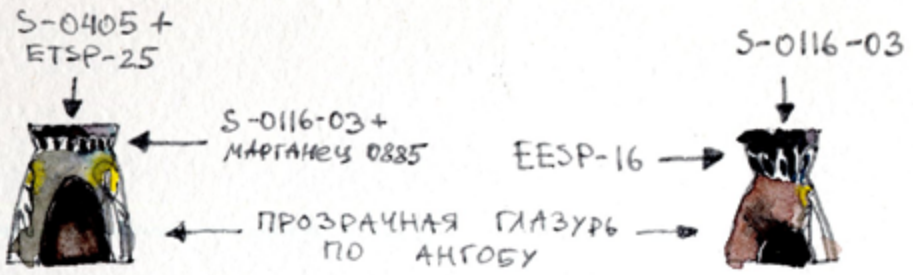 S-0405 +
ETSP-25
S-0116-03
S-0116-03 +
МАРГАНЕЦ 0885
EESP-16
ПРОЗРАЧНАЯ ГЛАЗУРЬ
ПО АНГОБУ